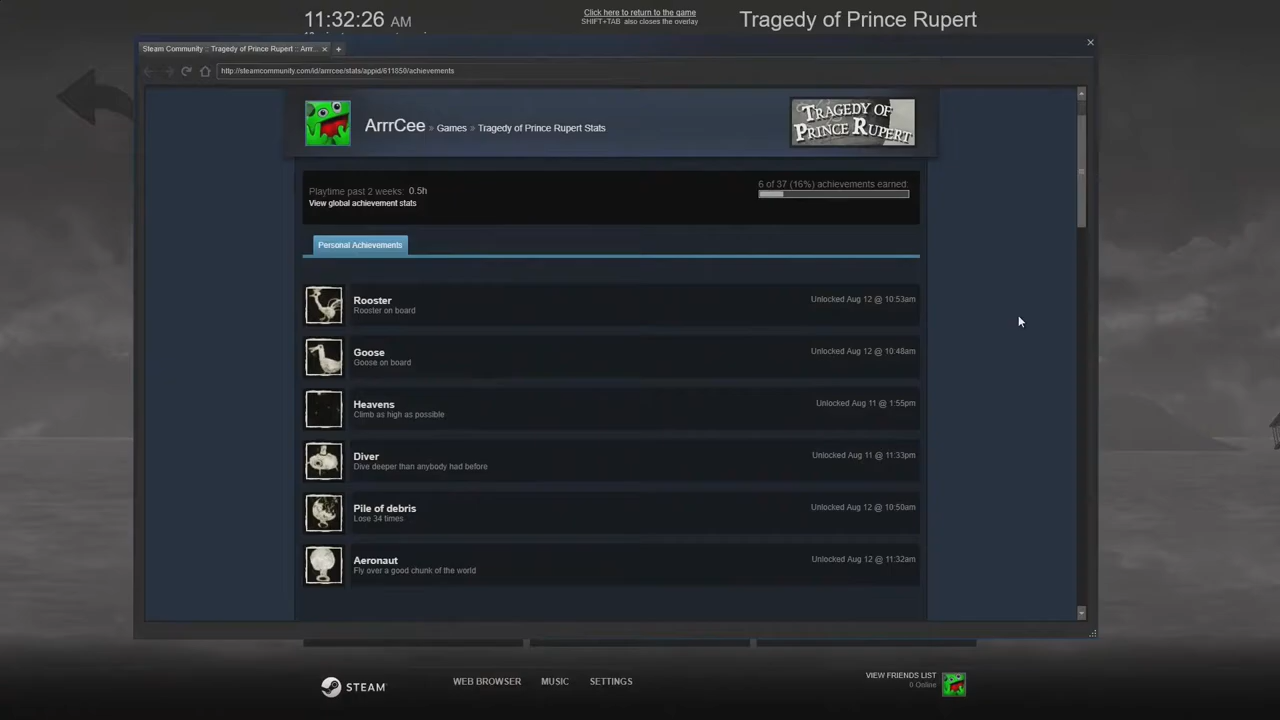 11:32:26 AM
Click here to return to the game
SHIFT+TAB also closes the overlay
Tragedy of Prince Rupert
Steam Community :: Tragedy of Prince Rupert :: Arrr...
http://steamcommunity.com/id/arrrcee/stats/appid/611850/achievements
ArrrCee » Games » Tragedy of Prince Rupert Stats
TRAGEDY OF PRINCE RUPERT
Playtime past 2 weeks: 0.5h
View global achievement stats
6 of 37 (16%) achievements earned:
Personal Achievements
Rooster
Rooster on board
Unlocked Aug 12 @ 10:53am
Goose
Goose on board
Unlocked Aug 12 @ 10:48am
Heavens
Climb as high as possible
Unlocked Aug 11 @ 1:55pm
Diver
Dive deeper than anybody had before
Unlocked Aug 11 @ 11:33pm
Pile of debris
Lose 34 times
Unlocked Aug 12 @ 10:50am
Aeronaut
Fly over a good chunk of the world
Unlocked Aug 12 @ 11:32am
STEAM
WEB BROWSER
MUSIC
SETTINGS
VIEW FRIENDS LIST
0 Online